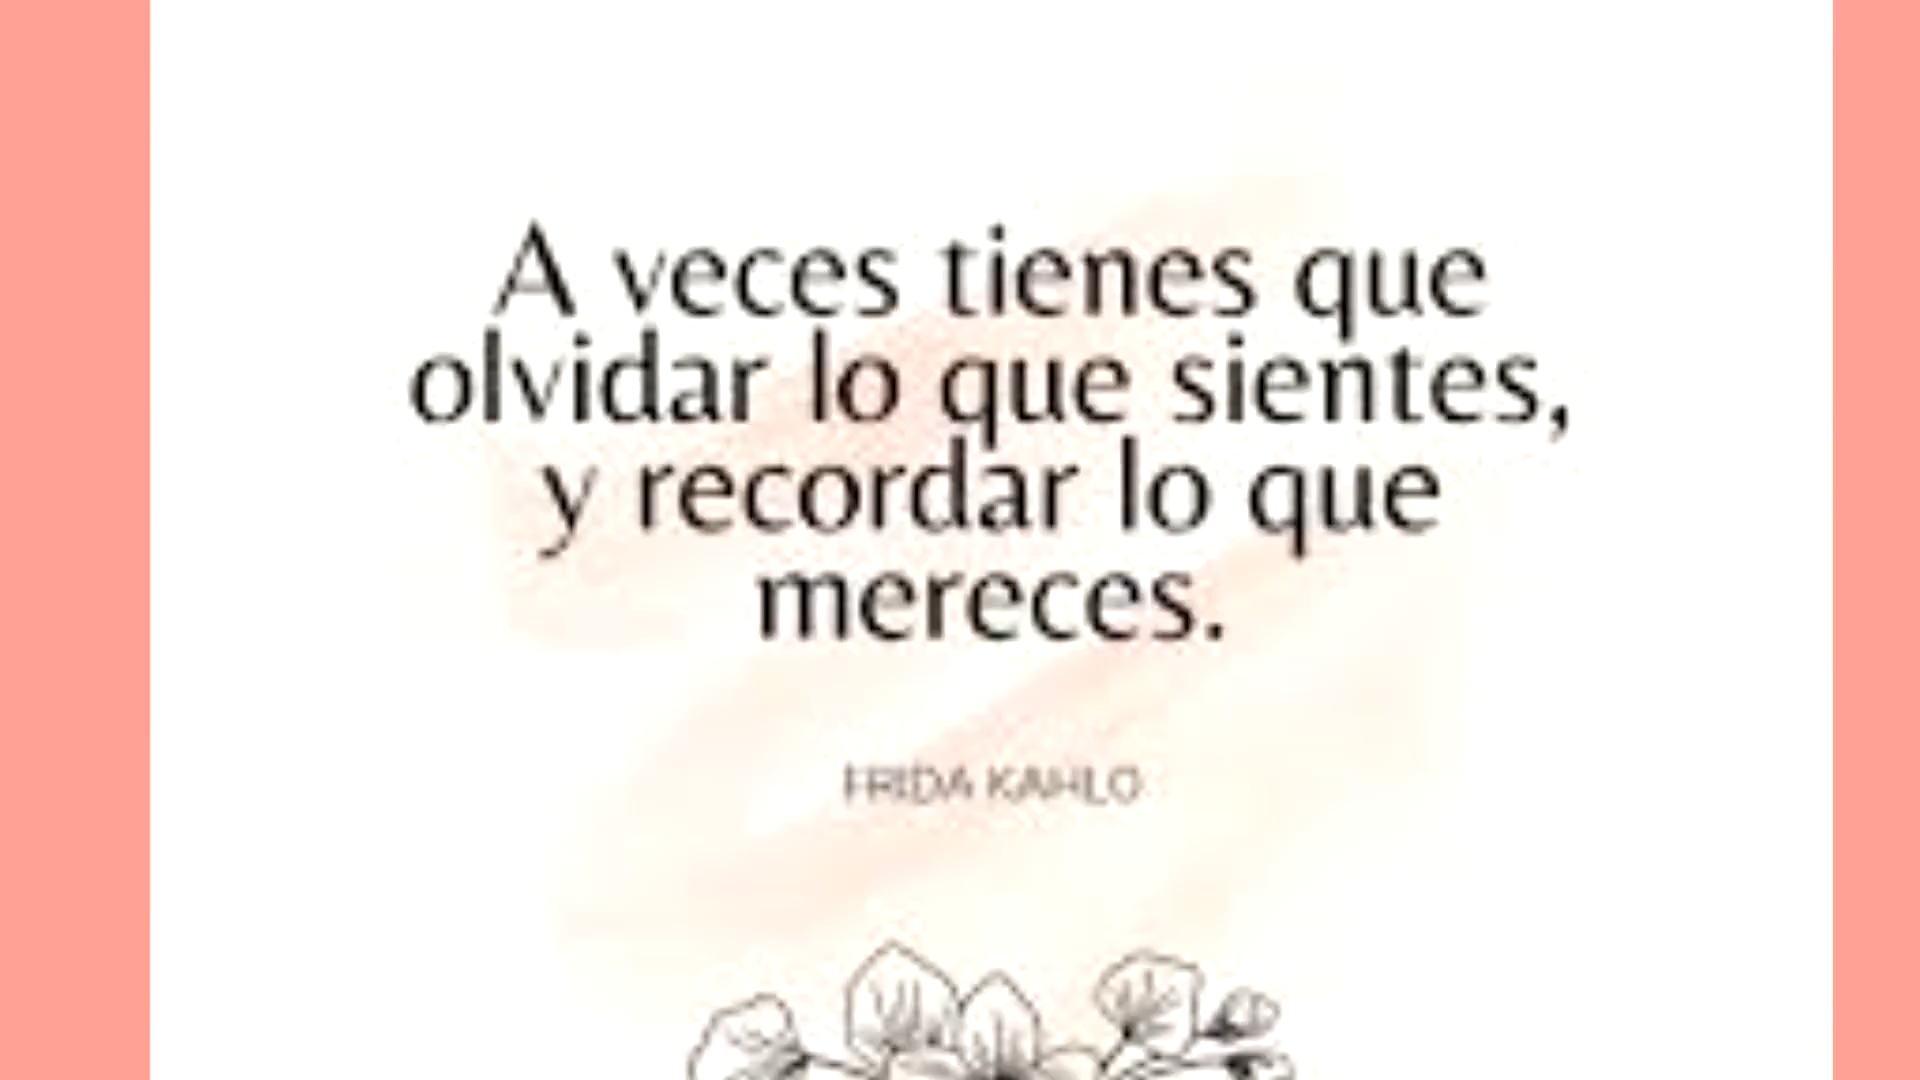 A veces tienes que
olvidar lo que sientes,
y recordar lo que
mereces.
FRIDA KAHLO